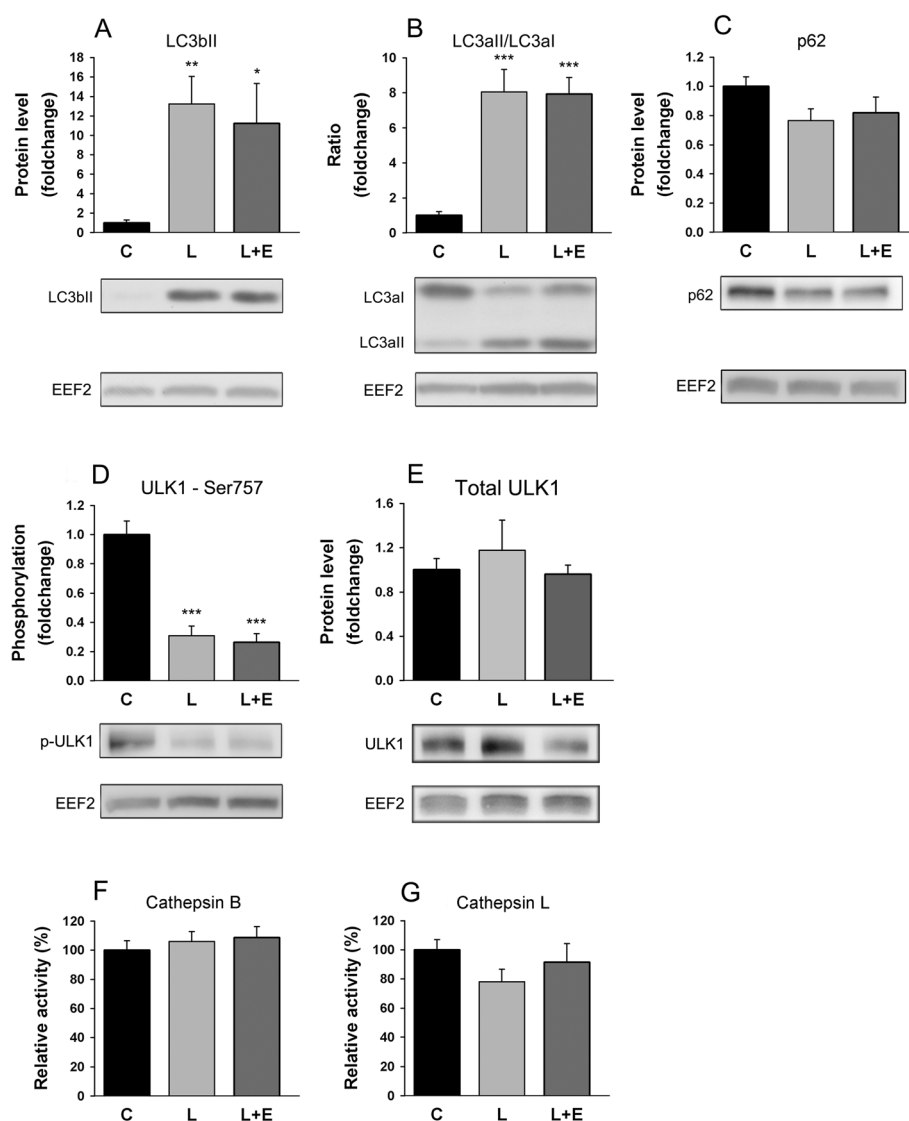 A
LC3bII
Protein level
(foldchange)
18
16
14
12
10
8
6
4
2
0
**
*
C L L+E
LC3bII
EEF2
B
LC3aII/LC3aI
Ratio
(foldchange)
10
8
6
4
2
0
***
***
C L L+E
LC3aI
LC3aII
EEF2
C
p62
Protein level
(foldchange)
1.2
1.0
0.8
0.6
0.4
0.2
0.0
C L L+E
p62
EEF2
D
ULK1 - Ser757
Phosphorylation
(foldchange)
1.2
1.0
0.8
0.6
0.4
0.2
0.0
***
***
C L L+E
p-ULK1
EEF2
E
Total ULK1
Protein level
(foldchange)
1.6
1.2
0.8
0.4
0.0
C L L+E
ULK1
EEF2
F
Cathepsin B
Relative activity (%)
120
100
80
60
40
20
0
C L L+E
G
Cathepsin L
Relative activity (%)
120
100
80
60
40
20
0
C L L+E